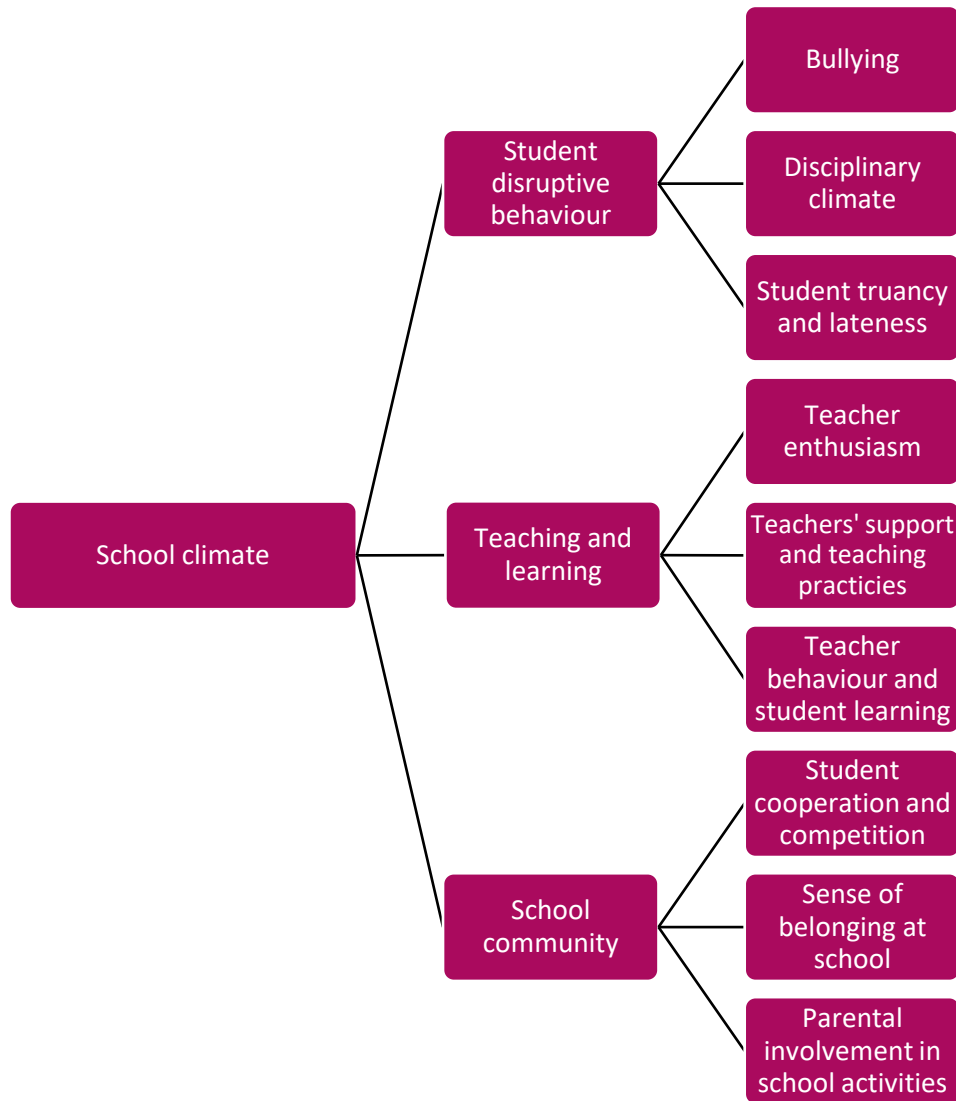 Bullying
Student
disruptive
behaviour
Disciplinary
climate
Student truancy
and lateness
Teacher
enthusiasm
School climate
Teaching and
learning
Teachers' support
and teaching
practicies
Teacher
behaviour and
student learning
Student
cooperation and
competition
School
community
Sense of
belonging at
school
Parental
involvement in
school activities